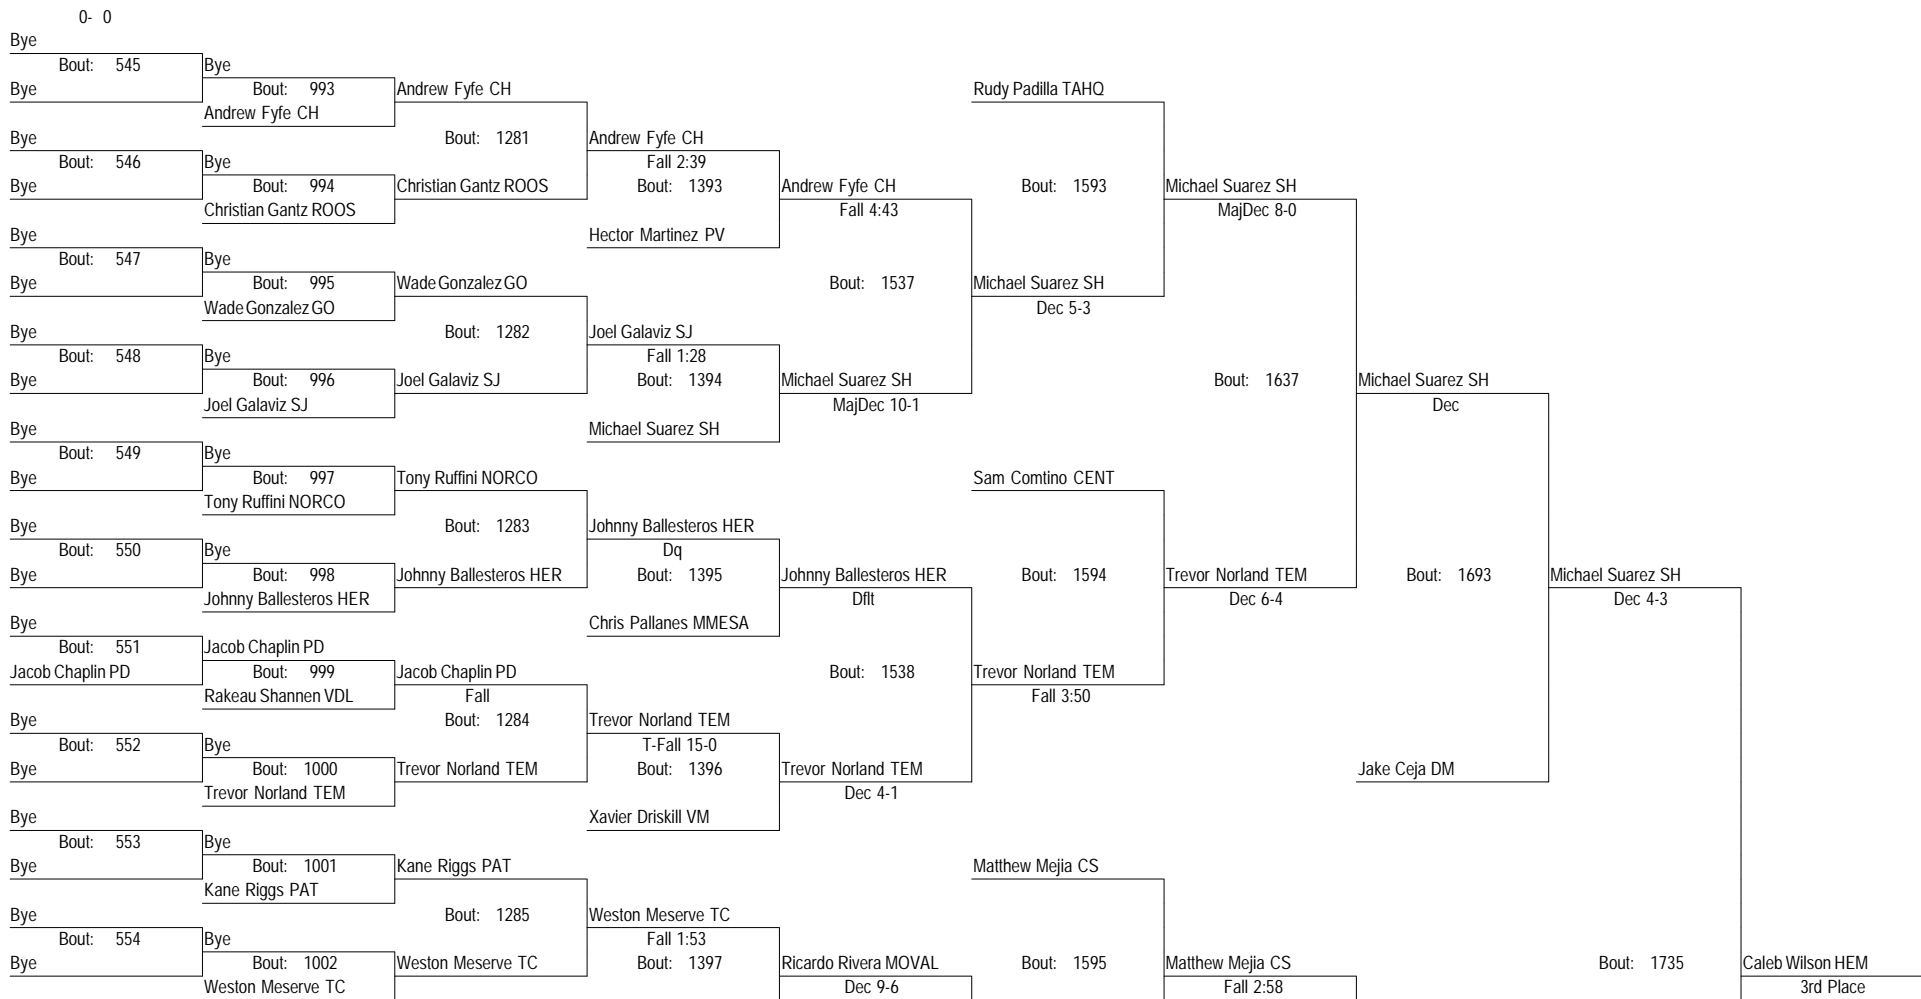 0- 0
Bye
Bout: 545 Bye
Bye Bout: 993 Andrew Fyfe CH Rudy Padilla TAHQ
Andrew Fyfe CH
Bye Bout: 1281 Andrew Fyfe CH
Bout: 546 Bye Fall 2:39
Bye Bout: 994 Christian Gantz ROOS Bout: 1393 Andrew Fyfe CH Bout: 1593 Michael Suarez SH
Christian Gantz ROOS Fall 4:43 MajDec 8-0
Bye Hector Martinez PV
Bout: 547 Bye
Bye Bout: 995 Wade Gonzalez GO Bout: 1537 Michael Suarez SH
Wade Gonzalez GO Dec 5-3
Bye Bout: 1282 Joel Galaviz SJ
Bout: 548 Bye Fall 1:28
Bye Bout: 996 Joel Galaviz SJ Bout: 1394 Michael Suarez SH Bout: 1637 Michael Suarez SH
Joel Galaviz SJ MajDec 10-1 Dec
Bye Michael Suarez SH
Bout: 549 Bye
Bye Bout: 997 Tony Ruffini NORCO Sam Comtino CENT
Tony Ruffini NORCO
Bye Bout: 1283 Johnny Ballesteros HER
Bout: 550 Bye Dq
Bye Bout: 998 Johnny Ballesteros HER Bout: 1395 Johnny Ballesteros HER Bout: 1594 Trevor Norland TEM Bout: 1693 Michael Suarez SH
Johnny Ballesteros HER Dflt Dec 6-4 Dec 4-3
Bye Chris Pallanes MMESA
Bout: 551 Jacob Chaplin PD
Jacob Chaplin PD Bout: 999 Jacob Chaplin PD Bout: 1538 Trevor Norland TEM
Rakeau Shannen VDL Fall Fall 3:50
Bye Bout: 1284 Trevor Norland TEM
Bout: 552 Bye T-Fall 15-0
Bye Bout: 1000 Trevor Norland TEM Bout: 1396 Trevor Norland TEM Jake Ceja DM
Trevor Norland TEM Dec 4-1
Bye Xavier Driskill VM
Bout: 553 Bye
Bye Bout: 1001 Kane Riggs PAT Matthew Mejia CS
Kane Riggs PAT
Bye Bout: 1285 Weston Meserve TC
Bout: 554 Bye Fall 1:53
Bye Bout: 1002 Weston Meserve TC Bout: 1397 Ricardo Rivera MOVAL Bout: 1595 Matthew Mejia CS Bout: 1735 Caleb Wilson HEM
Weston Meserve TC Dec 9-6 Fall 2:58 3rd Place